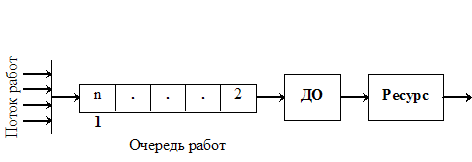 Поток работ
n . . . 2
1
ДО
Ресурс
Очередь работ